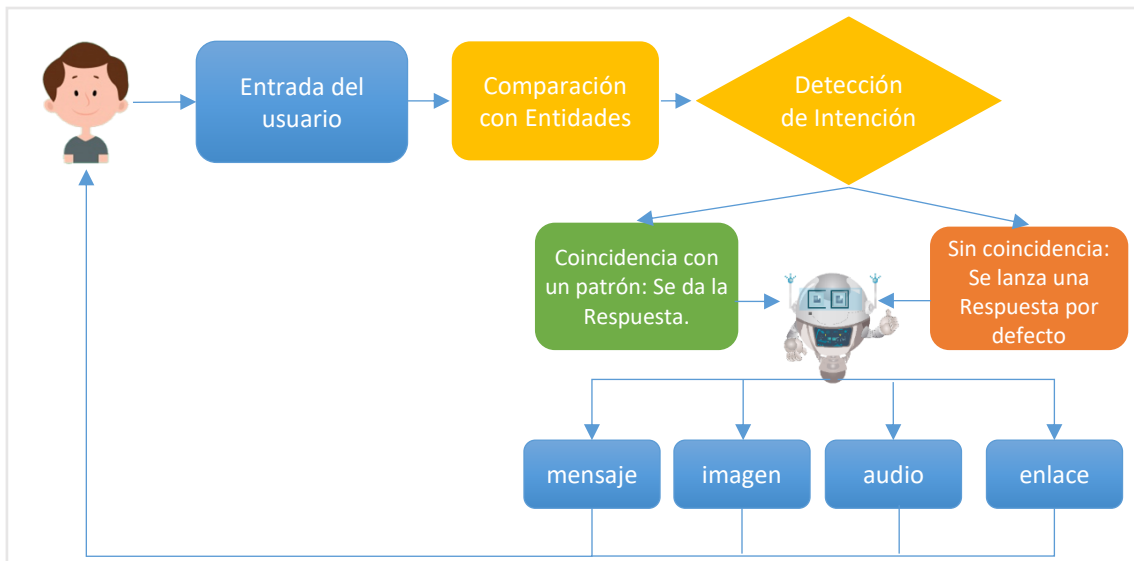 Entrada del
usuario
Comparación
con Entidades
Detección
de Intención
Coincidencia con
un patrón: Se da la
Respuesta.
Sin coincidencia:
Se lanza una
Respuesta por
defecto
mensaje
imagen
audio
enlace